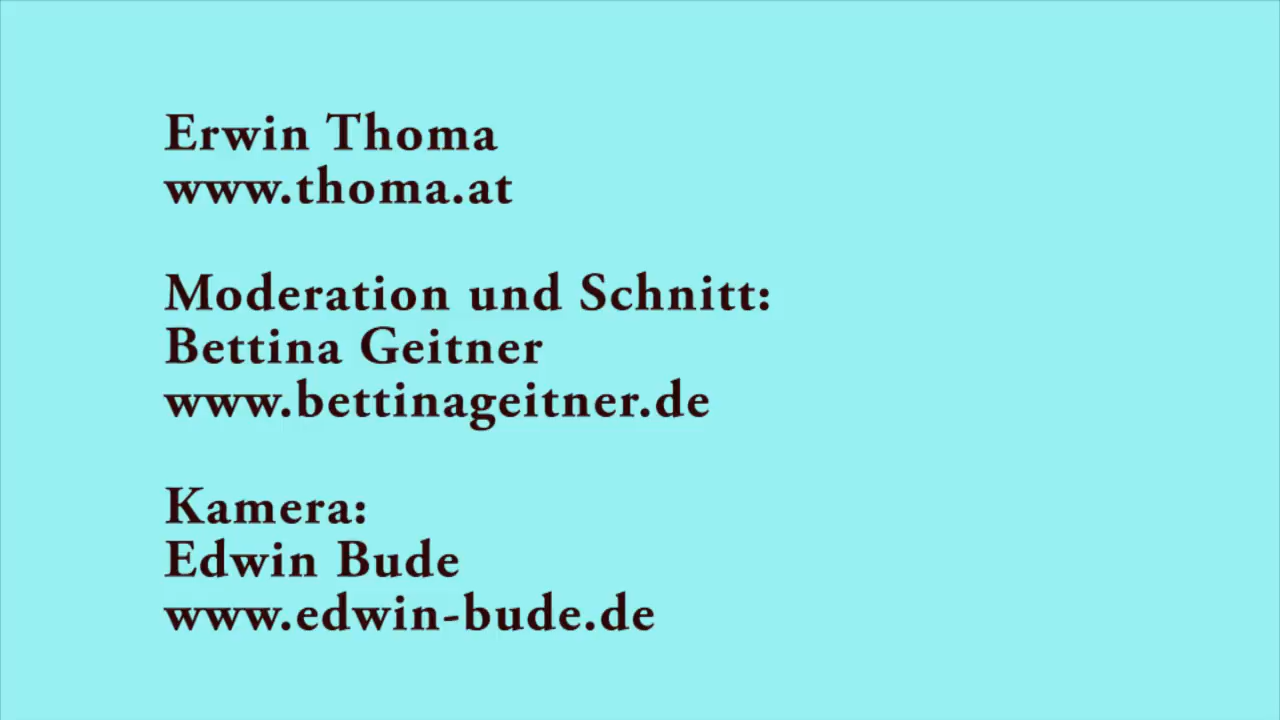 Erwin Thoma
www.thoma.at
Moderation und Schnitt:
Bettina Geitner
www.bettinageitner.de
Kamera:
Edwin Bude
www.edwin-bude.de